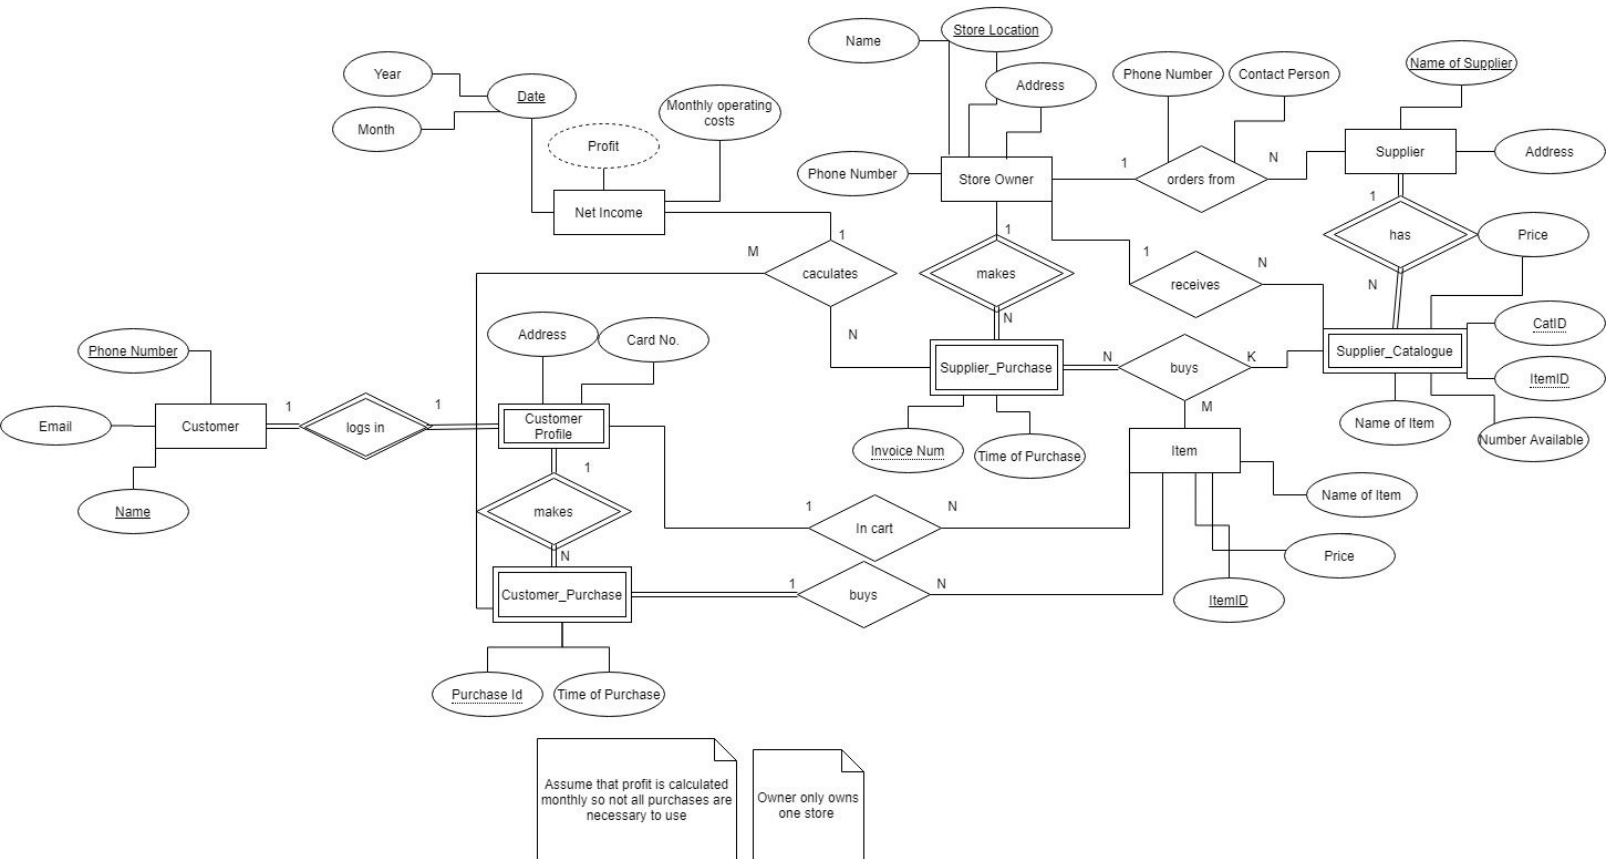 Name
Store Location
Name of Supplier
Year
Date
Address
Phone Number
Contact Person
Month
Monthly operating
costs
Profit
Phone Number
Store Owner
1
orders from
N
Supplier
Address
Net Income
1
M
caculates
1
1
makes
1
receives
N
has
Price
N
N
N
CatID
Phone Number
Address
Card No.
Supplier_Purchase
N
buys
K
Supplier_Catalogue
ItemID
Customer
1
logs in
1
Customer
Profile
M
Email
Invoice Num
Time of Purchase
Item
Name of Item
Number Available
1
Name
makes
1
In cart
N
Name of Item
N
Price
Customer_Purchase
1
buys
N
ItemID
Purchase Id
Time of Purchase
Assume that profit is calculated
monthly so not all purchases are
necessary to use
Owner only owns
one store